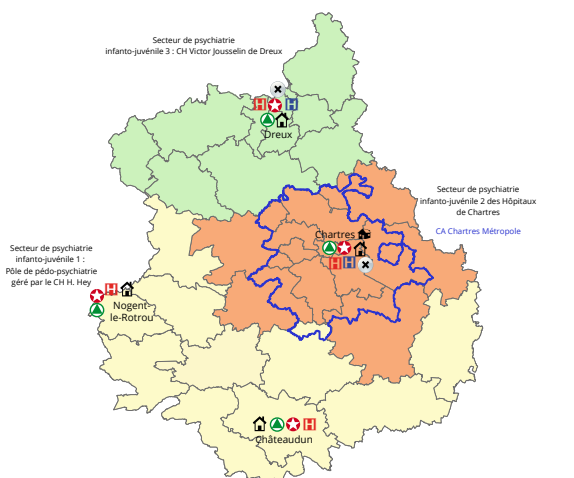 Secteur de psychiatrie
infanto-juvénile 3 : CH Victor Jousselin de Dreux
H
H
Dreux
Secteur de psychiatrie
infanto-juvénile 2 des Hôpitaux
de Chartres
CA Chartres Métropole
Chartres
H
H
Secteur de psychiatrie
infanto-juvénile 1 :
Pôle de pédo-psychiatrie
géré par le CH H. Hey
H
Nogent-
le-Rotrou
H
Châteaudun